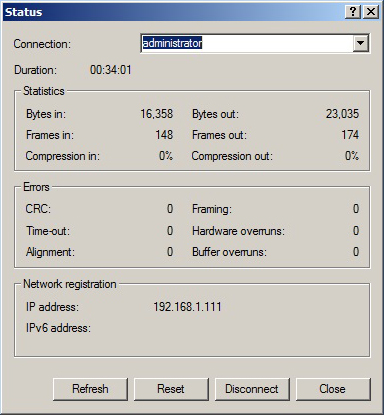 Status
Connection: administrator
Duration: 00:34:01
Statistics
Bytes in: 16,358 Bytes out: 23,035
Frames in: 148 Frames out: 174
Compression in: 0% Compression out: 0%
Errors
CRC: 0 Framing: 0
Time-out: 0 Hardware overruns: 0
Alignment: 0 Buffer overruns: 0
Network registration
IP address: 192.168.1.111
IPv6 address:
Refresh Reset Disconnect Close